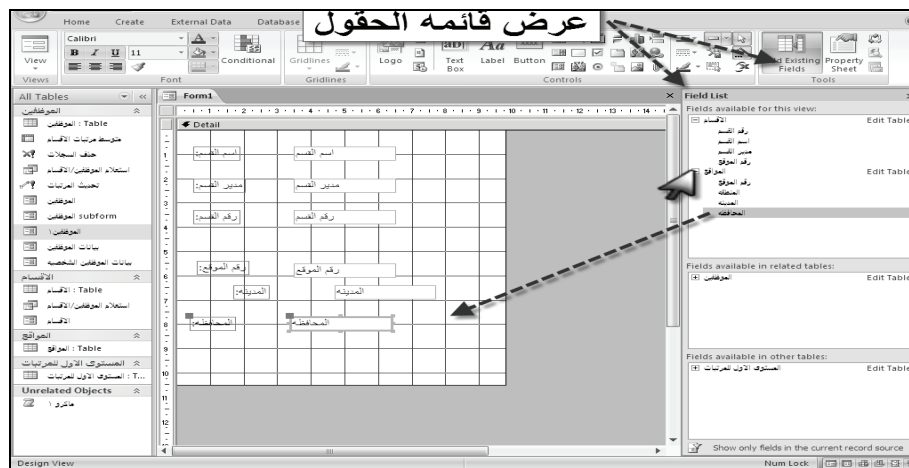 Home Create External Data Database
عرض قائمه الحقول
View
Calibri 11
B I U
Conditional
Gridlines
Logo
Text Box
Label
Button
Existing Fields
Property Sheet
Views Font Gridlines Controls Tools
All Tables
الموظفين
الموظفين : Table
متوسط مرتبات الاقسام
حذف السجلات
استعلام الموظفين/الاقسام
تحديث المرتبات
الموظفين
الموظفين subform
الموظفين١
بيانات الموظفين
بيانات الموظفين الشخصيه
الاقسام
الاقسام : Table
استعلام الموظفين/الاقسام
الاقسام
المواقع
المواقع : Table
المستوى الاول للمرتبات
المستوى الاول للمرتبات : T...
Unrelated Objects
ماكرو ١
Form1
Detail
اسم القسم:
اسم القسم
مدير القسم:
مدير القسم
رقم القسم:
رقم القسم
رقم الموقع:
رقم الموقع
المدينه:
المدينه
المحافظه:
المحافظه
Field List
Fields available for this view:
الاقسام Edit Table
رقم القسم
اسم القسم
مدير القسم
رقم الموقع
المواقع Edit Table
رقم الموقع
المنطقه
المدينه
المحافظه
Fields available in related tables:
الموظفين Edit Table
Fields available in other tables:
المستوى الاول للمرتبات Edit Table
Show only fields in the current record source
Design View
Num Lock